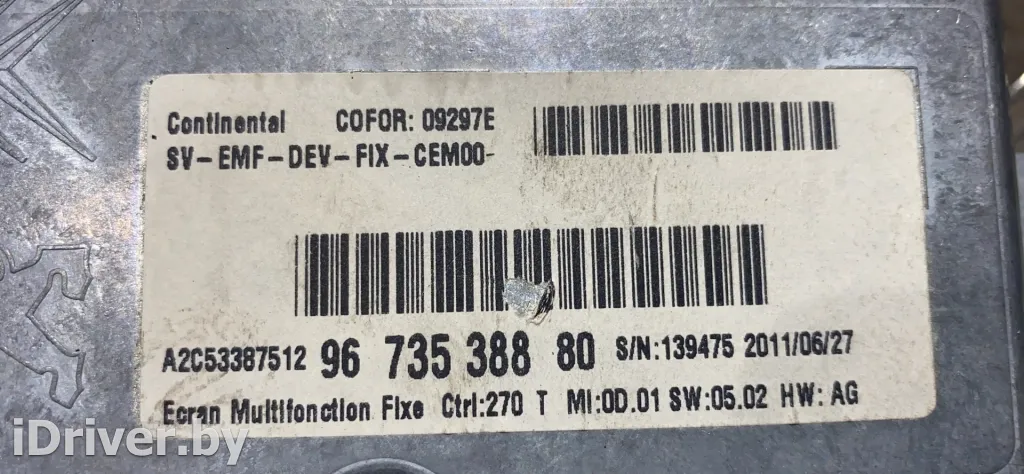 Continental COFOR: 09297E
SV-EMF-DEV-FIX-CEM00-
A2C53387512 96 735 388 80 S/N:139475 2011/06/27
Ecran Multifonction Fixe Ctrl:270 T MI:0D.01 SW:05.02 HW: AG
iDriver.by